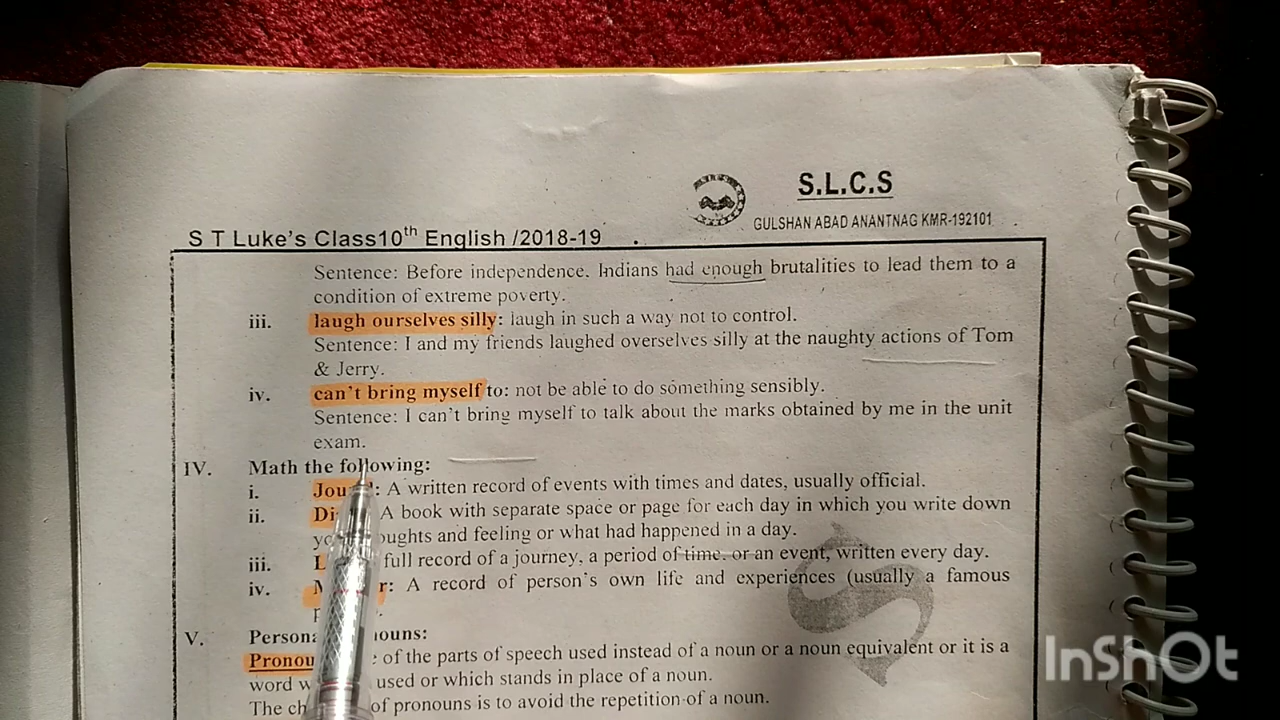 S.L.C.S
GULSHAN ABAD ANANTNAG KMR-192101
S T Luke's Class10th English /2018-19
Sentence: Before independence. Indians had enough brutalities to lead them to a
condition of extreme poverty.
iii. laugh ourselves silly: laugh in such a way not to control.
Sentence: I and my friends laughed overselves silly at the naughty actions of Tom
& Jerry.
iv. can't bring myself to: not be able to do something sensibly.
Sentence: I can't bring myself to talk about the marks obtained by me in the unit
exam.
IV. Math the following:
i. : A written record of events with times and dates, usually official.
ii. A book with separate space or page for each day in which you write down
and feeling or what had happened in a day.
iii. full record of a journey, a period of time. or an event, written every day.
iv. A record of person's own life and experiences (usually a famous
V.
of the parts of speech used instead of a noun or a noun equivalent or it is a
word used or which stands in place of a noun.
The of pronouns is to avoid the repetition of a noun.
InShOt